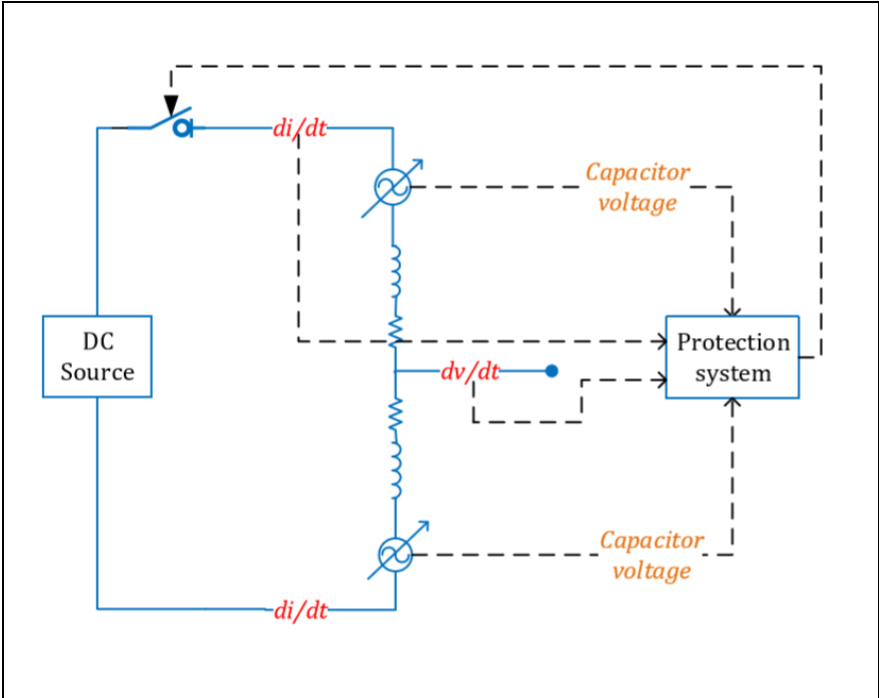 di/dt
Capacitor
voltage
DC
Source
Protection
system
dv/dt
Capacitor
voltage
di/dt